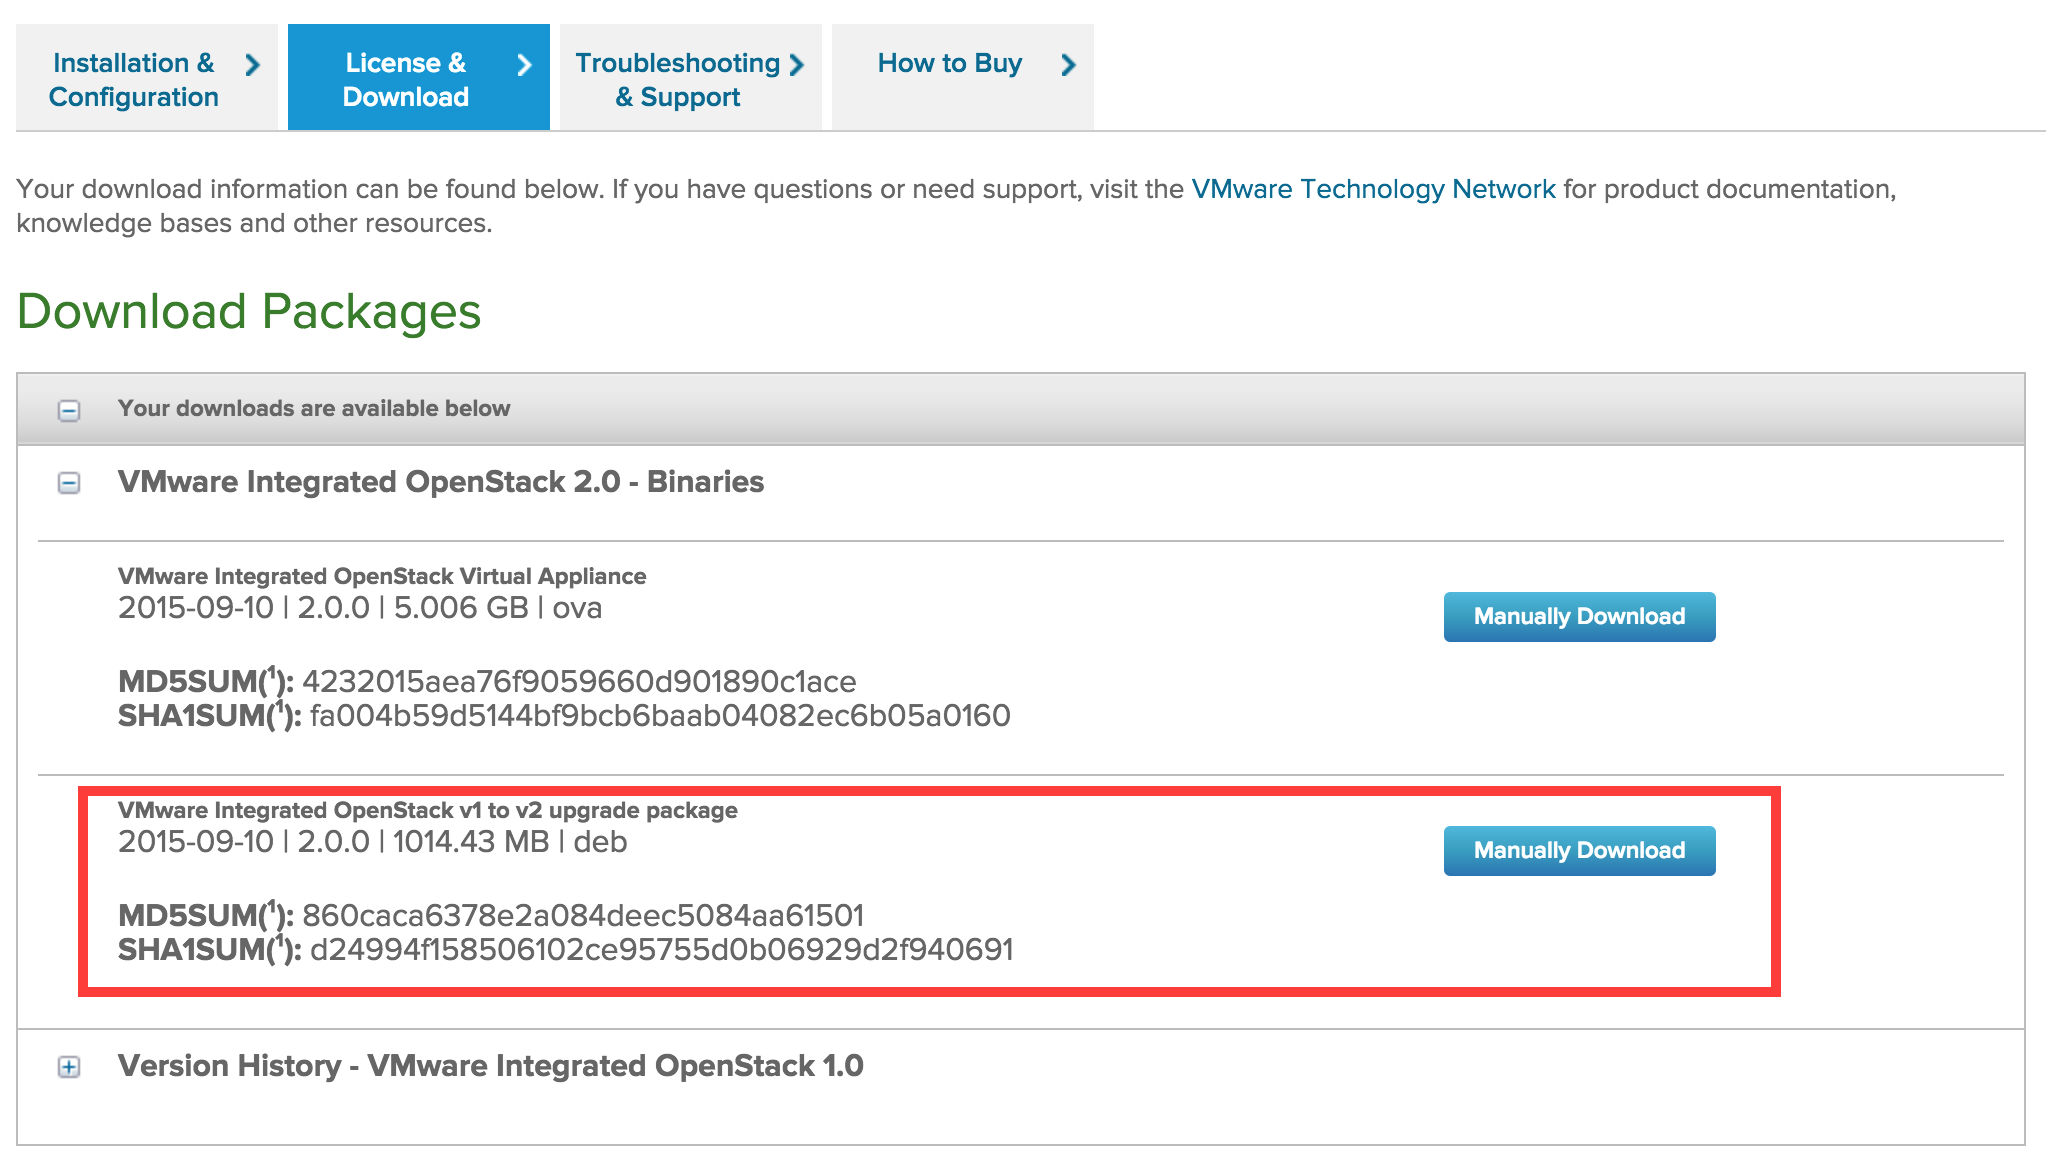 Installation &
Configuration
License &
Download
Troubleshooting
& Support
How to Buy
Your download information can be found below. If you have questions or need support, visit the VMware Technology Network for product documentation,
knowledge bases and other resources.
Download Packages
Your downloads are available below
VMware Integrated OpenStack 2.0 - Binaries
VMware Integrated OpenStack Virtual Appliance
2015-09-10 | 2.0.0 | 5.006 GB | ova
Manually Download
MD5SUM(¹): 4232015aea76f9059660d901890c1ace
SHA1SUM(¹): fa004b59d5144bf9bcb6baab04082ec6b05a0160
VMware Integrated OpenStack v1 to v2 upgrade package
2015-09-10 | 2.0.0 | 1014.43 MB | deb
Manually Download
MD5SUM(¹): 860caca6378e2a084deec5084aa61501
SHA1SUM(¹): d24994f158506102ce95755d0b06929d2f940691
Version History - VMware Integrated OpenStack 1.0